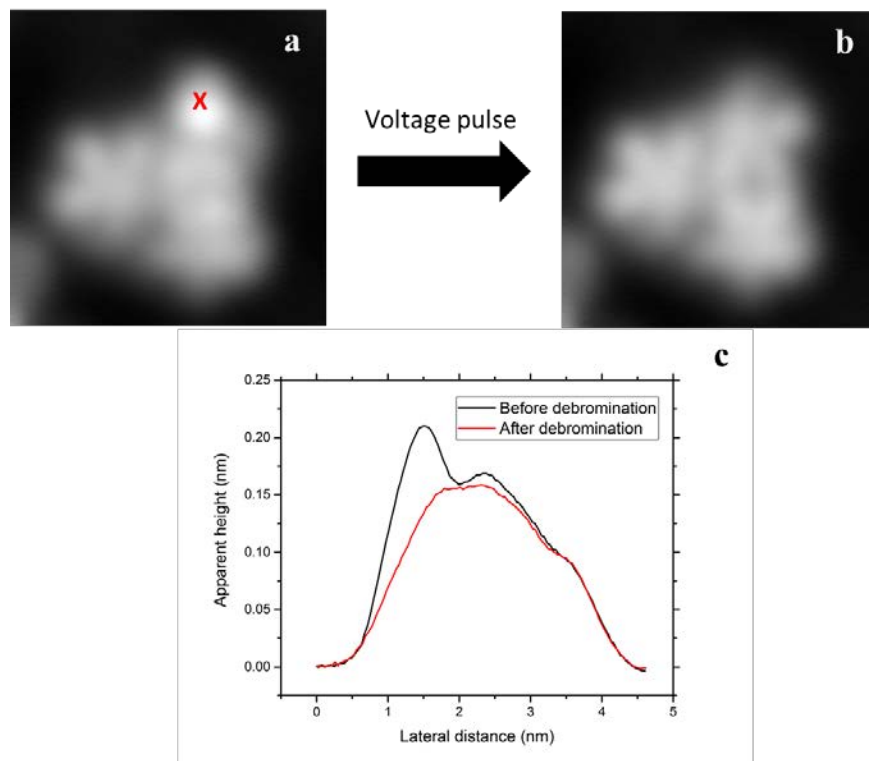 a
b
X
Voltage pulse
c
0.25
Before debromination
After debromination
0.20
0.15
0.10
0.05
0.00
Apparent height (nm)
0 1 2 3 4 5
Lateral distance (nm)